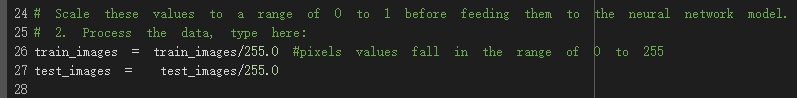 24 # Scale these values to a range of 0 to 1 before feeding them to the neural network model.
25 # 2. Process the data, type here:
26 train_images = train_images/255.0 #pixels values fall in the range of 0 to 255
27 test_images = test_images/255.0
28